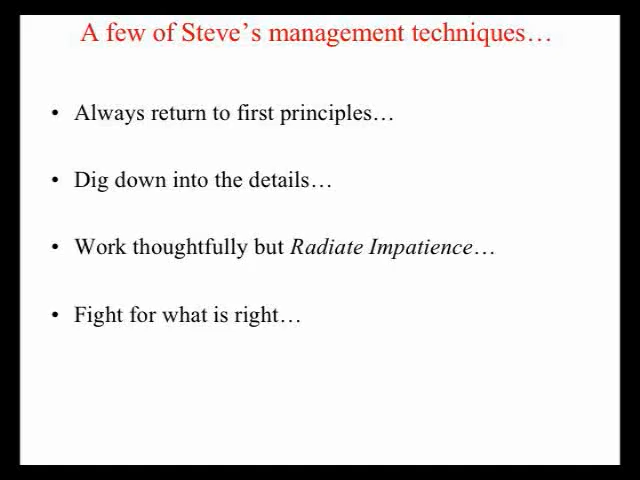 A few of Steve's management techniques…
• Always return to first principles…
• Dig down into the details…
• Work thoughtfully but Radiate Impatience…
• Fight for what is right…